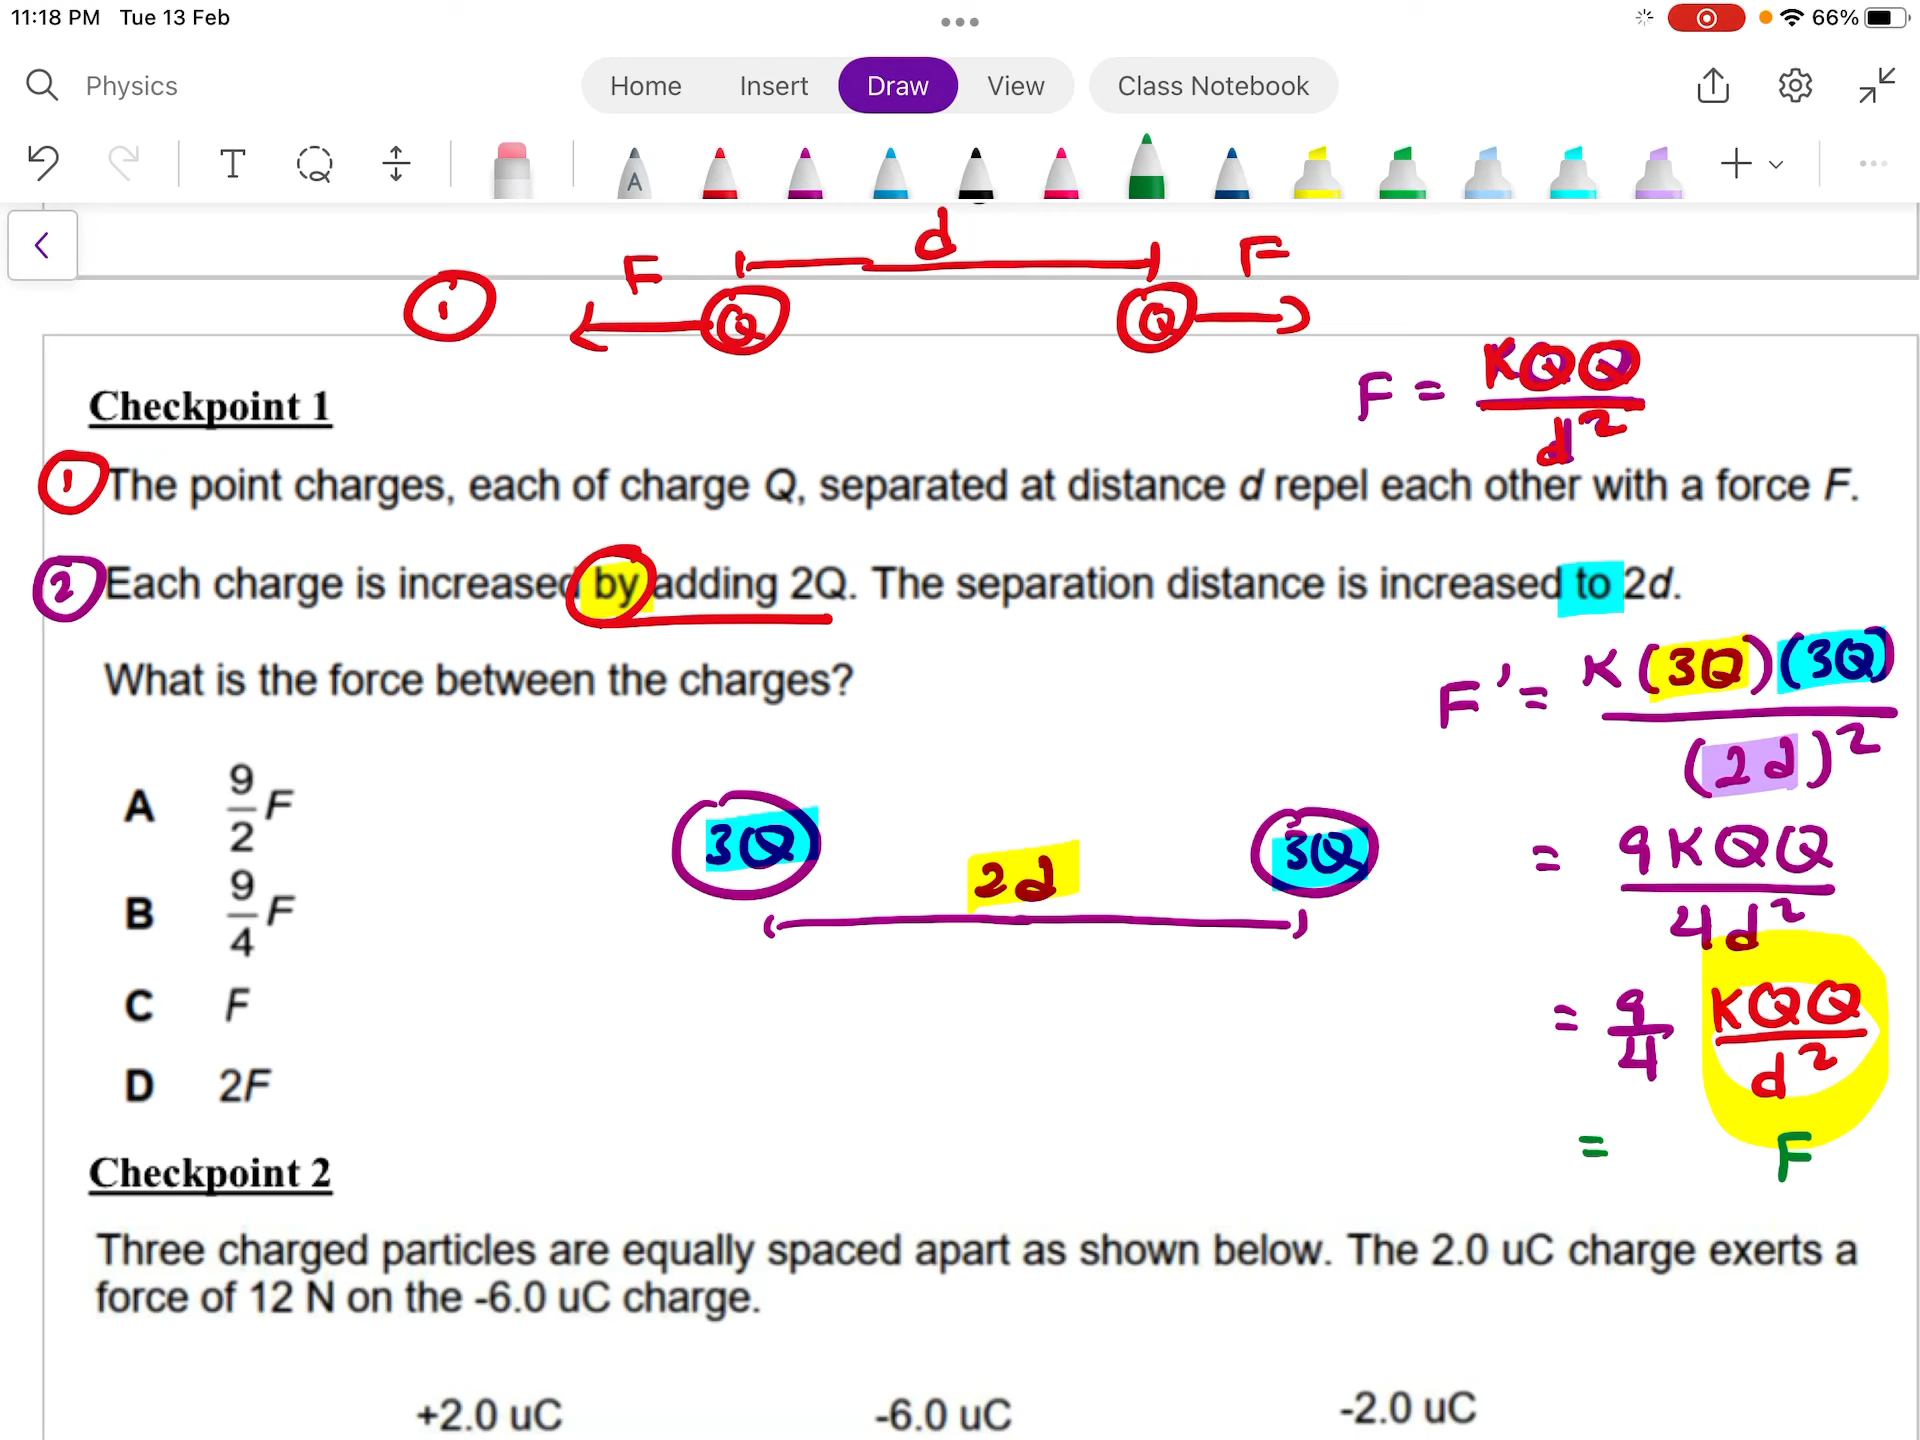 11:18 PM Tue 13 Feb
66%
Physics
Home Insert Draw View Class Notebook
T
A
d
F F
1 Q Q
F = KQQ / d²
Checkpoint 1
1 The point charges, each of charge Q, separated at distance d repel each other with a force F.
2 Each charge is increased by adding 2Q. The separation distance is increased to 2d.
What is the force between the charges?
F' = K(3Q)(3Q) / (2d)²
A 9/2 F
3Q 2d 3Q
= 9KQQ / 4d²
B 9/4 F
C F
= 9/4 KQQ / d²
D 2F
= F
Checkpoint 2
Three charged particles are equally spaced apart as shown below. The 2.0 uC charge exerts a
force of 12 N on the -6.0 uC charge.
+2.0 uC -6.0 uC -2.0 uC